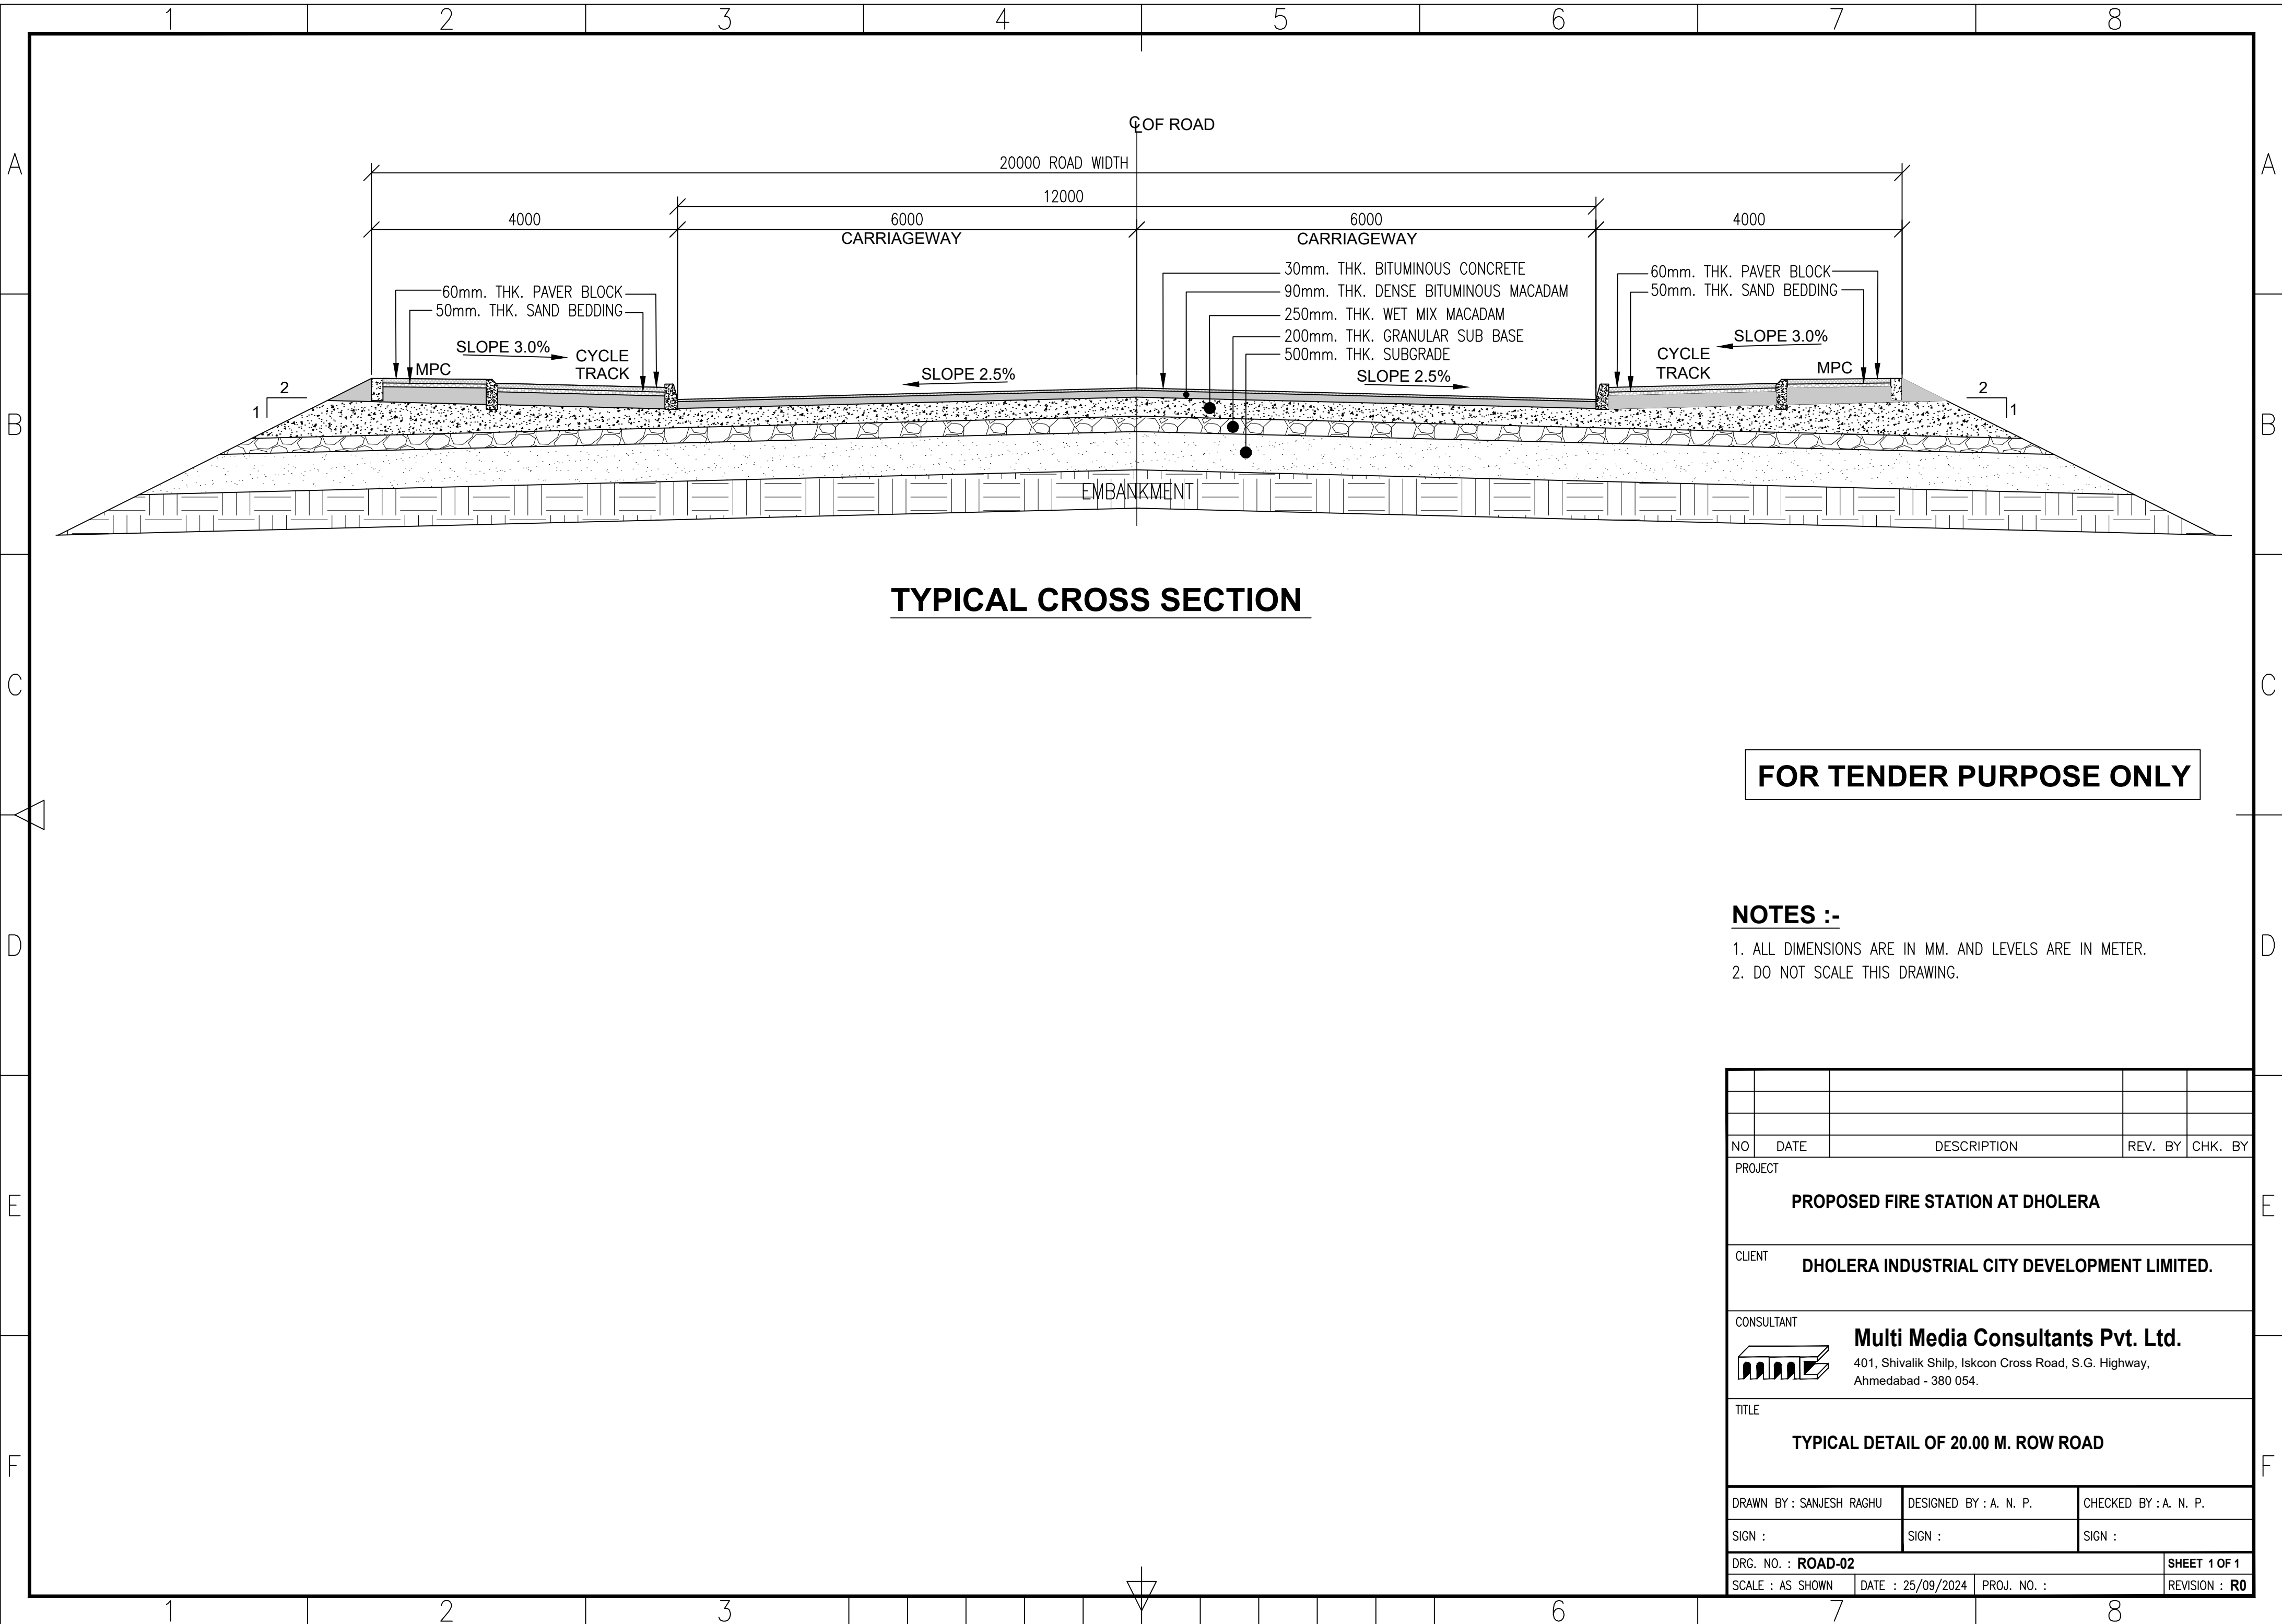 1 2 3 4 5 6 7 8
A A
B B
C C
D D
E E
F F
℄ OF ROAD
20000 ROAD WIDTH
12000
4000 6000 6000 4000
CARRIAGEWAY CARRIAGEWAY
60mm. THK. PAVER BLOCK
50mm. THK. SAND BEDDING
SLOPE 3.0%
CYCLE
TRACK
MPC
2
1
SLOPE 2.5%
30mm. THK. BITUMINOUS CONCRETE
90mm. THK. DENSE BITUMINOUS MACADAM
250mm. THK. WET MIX MACADAM
200mm. THK. GRANULAR SUB BASE
500mm. THK. SUBGRADE
SLOPE 2.5%
60mm. THK. PAVER BLOCK
50mm. THK. SAND BEDDING
SLOPE 3.0%
CYCLE
TRACK
MPC
2
1
EMBANKMENT
TYPICAL CROSS SECTION
FOR TENDER PURPOSE ONLY
NOTES :-
1. ALL DIMENSIONS ARE IN MM. AND LEVELS ARE IN METER.
2. DO NOT SCALE THIS DRAWING.
NO DATE DESCRIPTION REV. BY CHK. BY
PROJECT
PROPOSED FIRE STATION AT DHOLERA
CLIENT
DHOLERA INDUSTRIAL CITY DEVELOPMENT LIMITED.
CONSULTANT
mmc
Multi Media Consultants Pvt. Ltd.
401, Shivalik Shilp, Iskcon Cross Road, S.G. Highway,
Ahmedabad - 380 054.
TITLE
TYPICAL DETAIL OF 20.00 M. ROW ROAD
DRAWN BY : SANJESH RAGHU DESIGNED BY : A. N. P. CHECKED BY : A. N. P.
SIGN : SIGN : SIGN :
DRG. NO. : ROAD-02 SHEET 1 OF 1
SCALE : AS SHOWN DATE : 25/09/2024 PROJ. NO. : REVISION : R0
1 2 3 6 7 8